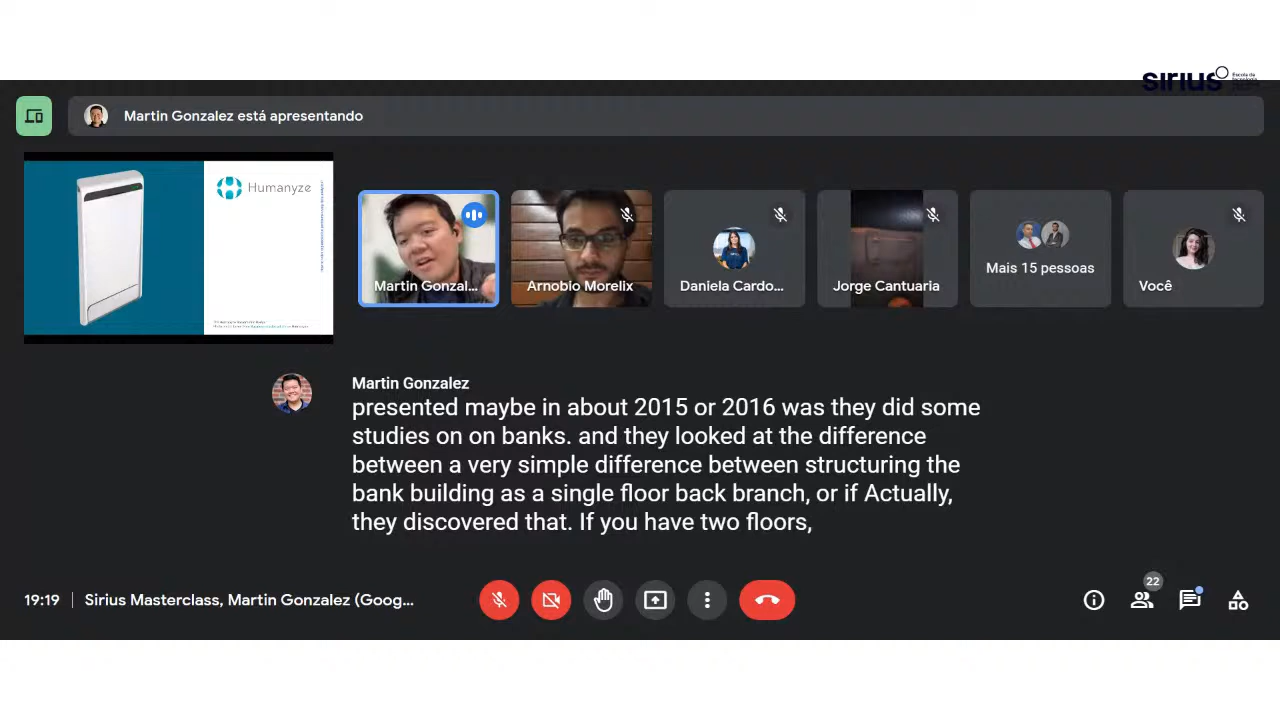 sirius
Escola de
tecnologia
Martin Gonzalez está apresentando
Humanyze
Martin Gonzal...
Arnobio Morelix
Daniela Cardo...
Jorge Cantuaria
Mais 15 pessoas
Você
Martin Gonzalez
presented maybe in about 2015 or 2016 was they did some
studies on on banks. and they looked at the difference
between a very simple difference between structuring the
bank building as a single floor back branch, or if Actually,
they discovered that. If you have two floors,
22
19:19 | Sirius Masterclass, Martin Gonzalez (Goog...